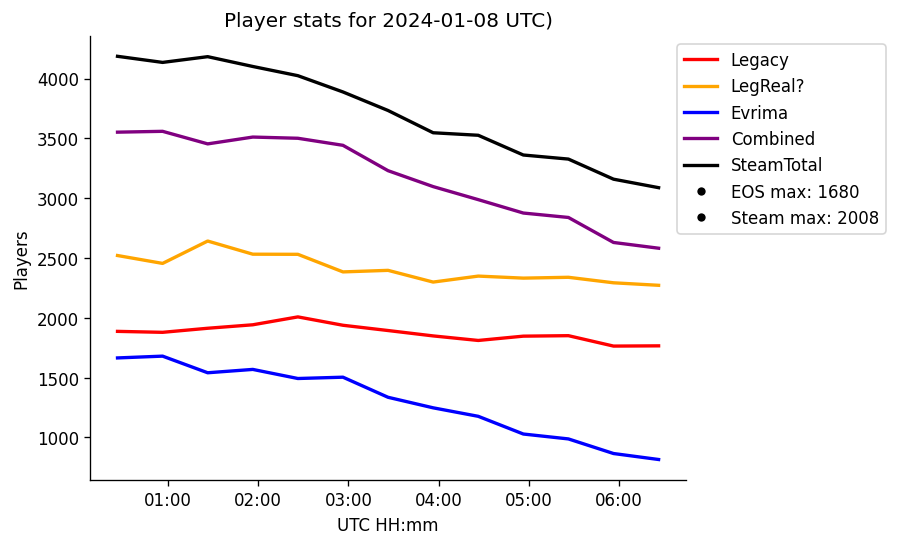 Player stats for 2024-01-08 UTC)
Legacy
LegReal?
Evrima
Combined
SteamTotal
EOS max: 1680
Steam max: 2008
Players
4000
3500
3000
2500
2000
1500
1000
01:00 02:00 03:00 04:00 05:00 06:00
UTC HH:mm